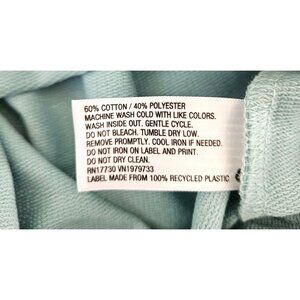 60% COTTON / 40% POLYESTER
MACHINE WASH COLD WITH LIKE COLORS.
WASH INSIDE OUT. GENTLE CYCLE.
DO NOT BLEACH. TUMBLE DRY LOW.
REMOVE PROMPTLY. COOL IRON IF NEEDED.
DO NOT IRON ON LABEL AND PRINT.
DO NOT DRY CLEAN.
RN17730 VN1979733
LABEL MADE FROM 100% RECYCLED PLASTIC